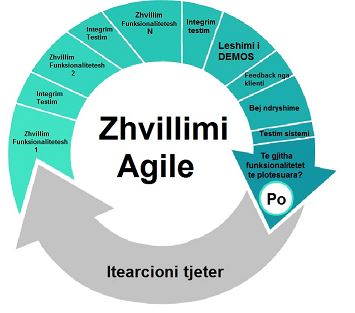 Zhvillim
Funksionalitetesh
1
Integrim
Testim
Zhvillim
Funksionalitetesh
2
Integrim
Testim
Zhvillim
Funksionalitetesh
N
Integrim
testim
Leshimi i
DEMOS
Feedback nga
klienti
Bej ndryshime
Testim sistemi
Te gjitha
funksionalitetet
te plotesuara?
Po
Itearcioni tjeter
Zhvillimi
Agile